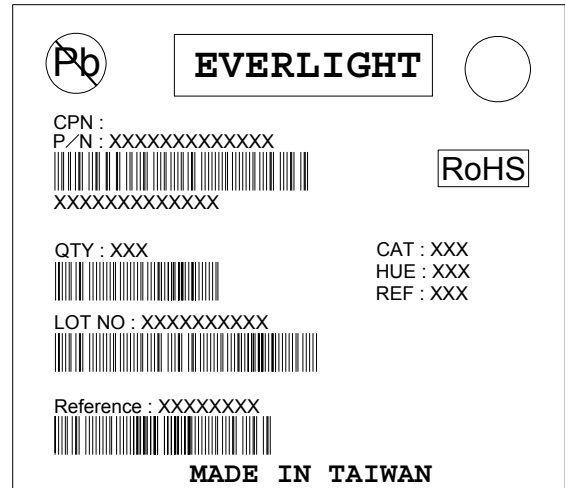 Pb
EVERLIGHT
CPN :
P/N : XXXXXXXXXXXXX
RoHS
XXXXXXXXXXXXX
QTY : XXX
CAT : XXX
HUE : XXX
REF : XXX
LOT NO : XXXXXXXXXX
Reference : XXXXXXXX
MADE IN TAIWAN